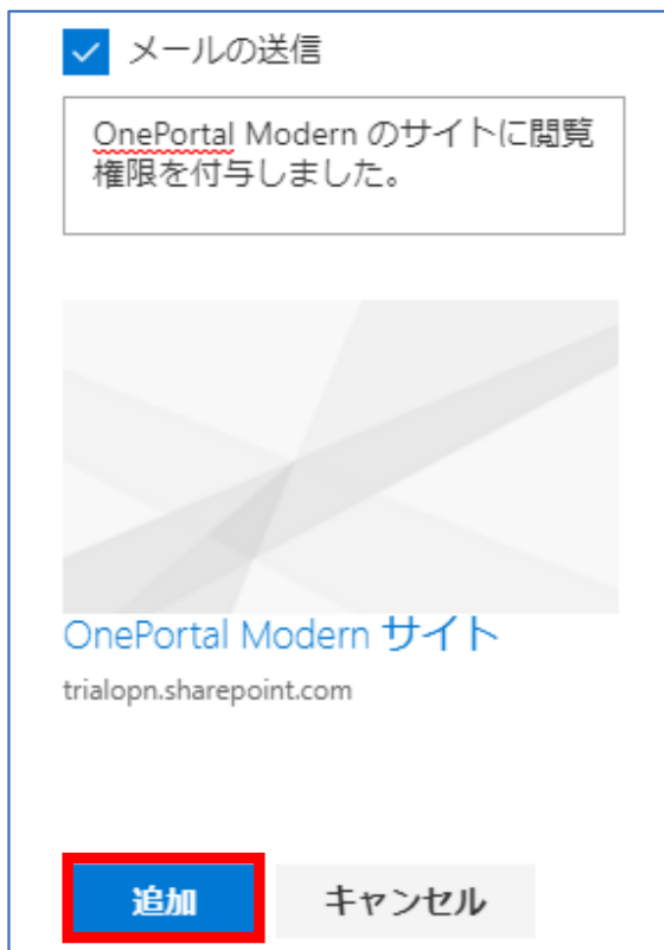 メールの送信
OnePortal Modern のサイトに閲覧
権限を付与しました。
OnePortal Modern サイト
trialopn.sharepoint.com
追加
キャンセル